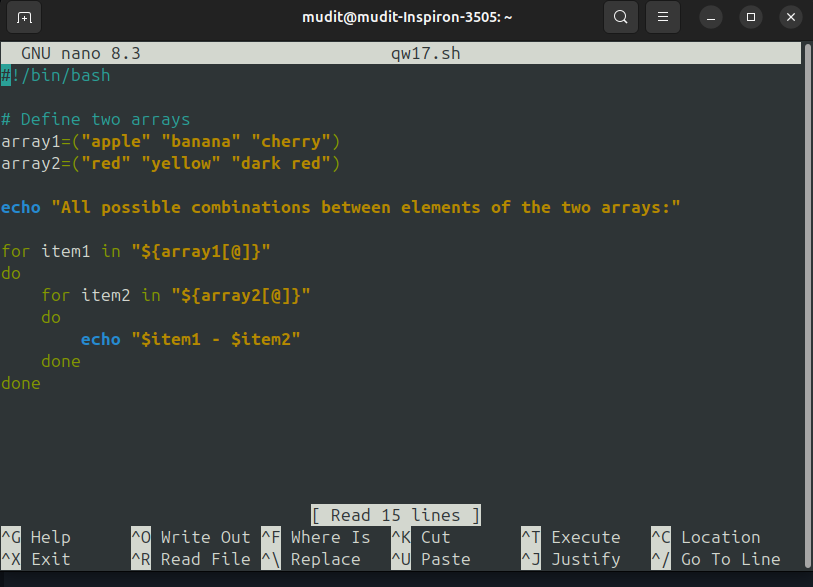 mudit@mudit-Inspiron-3505: ~
GNU nano 8.3 qw17.sh
#!/bin/bash
# Define two arrays
array1=("apple" "banana" "cherry")
array2=("red" "yellow" "dark red")
echo "All possible combinations between elements of the two arrays:"
for item1 in "${array1[@]}"
do
    for item2 in "${array2[@]}"
    do
        echo "$item1 - $item2"
    done
done
[ Read 15 lines ]
^G Help ^O Write Out ^F Where Is ^K Cut ^T Execute ^C Location
^X Exit ^R Read File ^\ Replace ^U Paste ^J Justify ^/ Go To Line